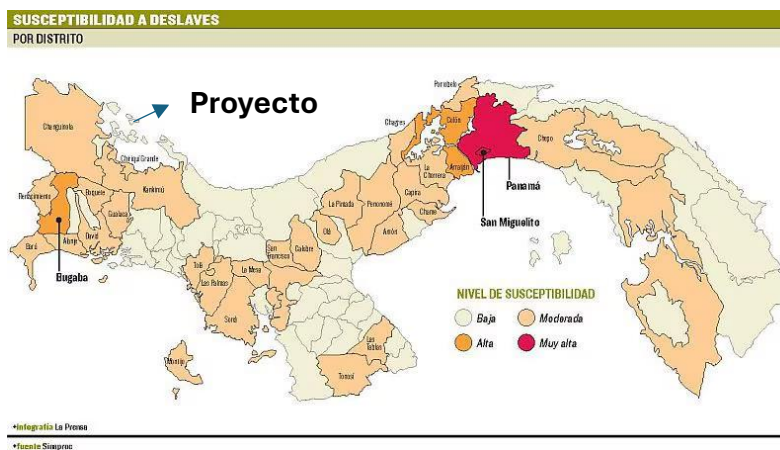 SUSCEPTIBILIDAD A DESLAVES
POR DISTRITO
Proyecto
Portobelo
Changuinola
Chagres
Colón
Chepo
Chiriquí Grande
La Chorrera
Arraiján
Panamá
Renacimiento
Boquete
Kankintú
Gualaca
Capira
San Miguelito
La Pintada
Penonomé
Chame
Barú
Alanje
David
Olá
Antón
Bugaba
San Francisco
Calobre
Tolé
La Mesa
Las Palmas
Soná
NIVEL DE SUSCEPTIBILIDAD
Baja
Moderada
Alta
Muy alta
Las Tablas
Montijo
Tonosí
•infografía La Prensa
•fuente Sinaproc